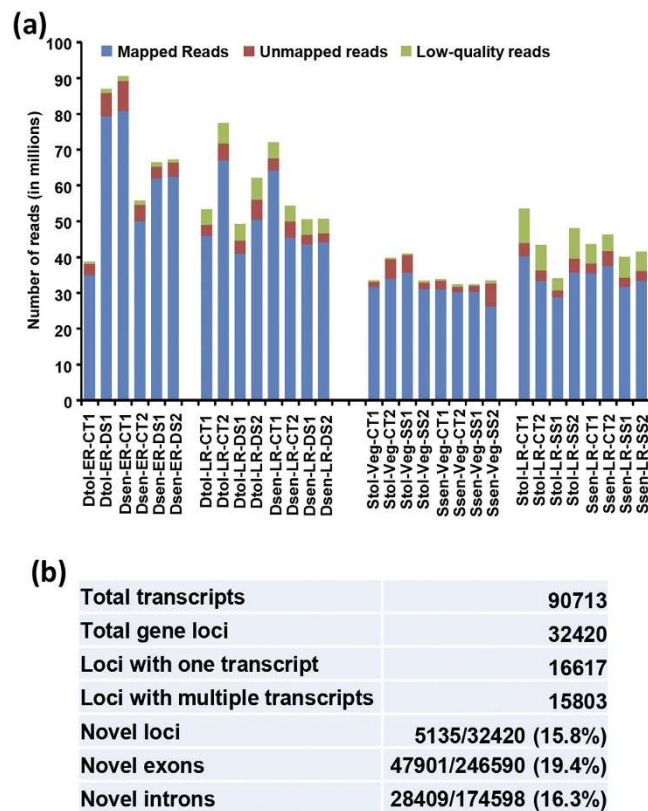 (a)
Mapped Reads Unmapped reads Low-quality reads
Number of reads (in millions)
100
90
80
70
60
50
40
30
20
10
0
Dtol-ER-CT1
Dtol-ER-DS1
Dsen-ER-CT1
Dsen-ER-CT2
Dsen-ER-DS1
Dsen-ER-DS2
Dtol-LR-CT1
Dtol-LR-CT2
Dtol-LR-DS1
Dtol-LR-DS2
Dsen-LR-CT1
Dsen-LR-CT2
Dsen-LR-DS1
Dsen-LR-DS2
Stol-Veg-CT1
Stol-Veg-CT2
Stol-Veg-SS1
Stol-Veg-SS2
Ssen-Veg-CT1
Ssen-Veg-CT2
Ssen-Veg-SS1
Ssen-Veg-SS2
Stol-LR-CT1
Stol-LR-CT2
Stol-LR-SS1
Stol-LR-SS2
Ssen-LR-CT1
Ssen-LR-CT2
Ssen-LR-SS1
Ssen-LR-SS2
(b)
Total transcripts 90713
Total gene loci 32420
Loci with one transcript 16617
Loci with multiple transcripts 15803
Novel loci 5135/32420 (15.8%)
Novel exons 47901/246590 (19.4%)
Novel introns 28409/174598 (16.3%)